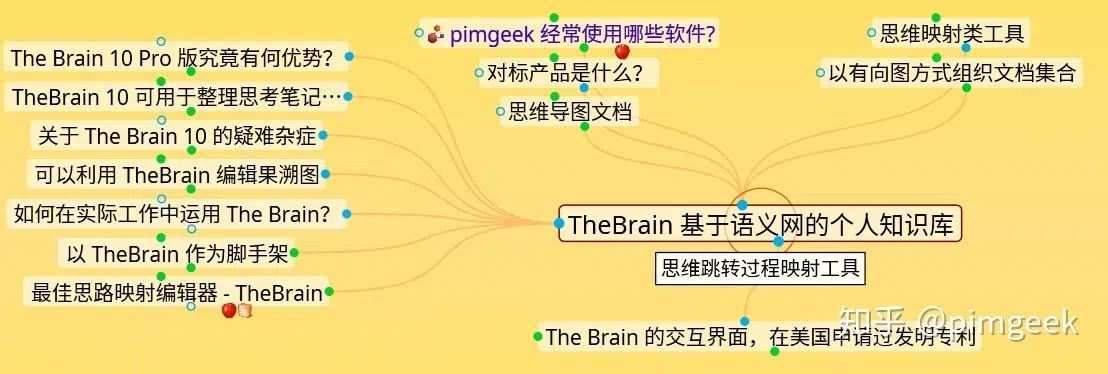 pimgeek 经常使用哪些软件?
思维映射类工具
The Brain 10 Pro 版究竟有何优势?
对标产品是什么?
以有向图方式组织文档集合
TheBrain 10 可用于整理思考笔记…
思维导图文档
关于 The Brain 10 的疑难杂症
可以利用 TheBrain 编辑果溯图
如何在实际工作中运用 The Brain?
TheBrain 基于语义网的个人知识库
以 TheBrain 作为脚手架
思维跳转过程映射工具
最佳思路映射编辑器 - TheBrain
The Brain 的交互界面，在美国申请过发明专利
知乎 @pimgeek